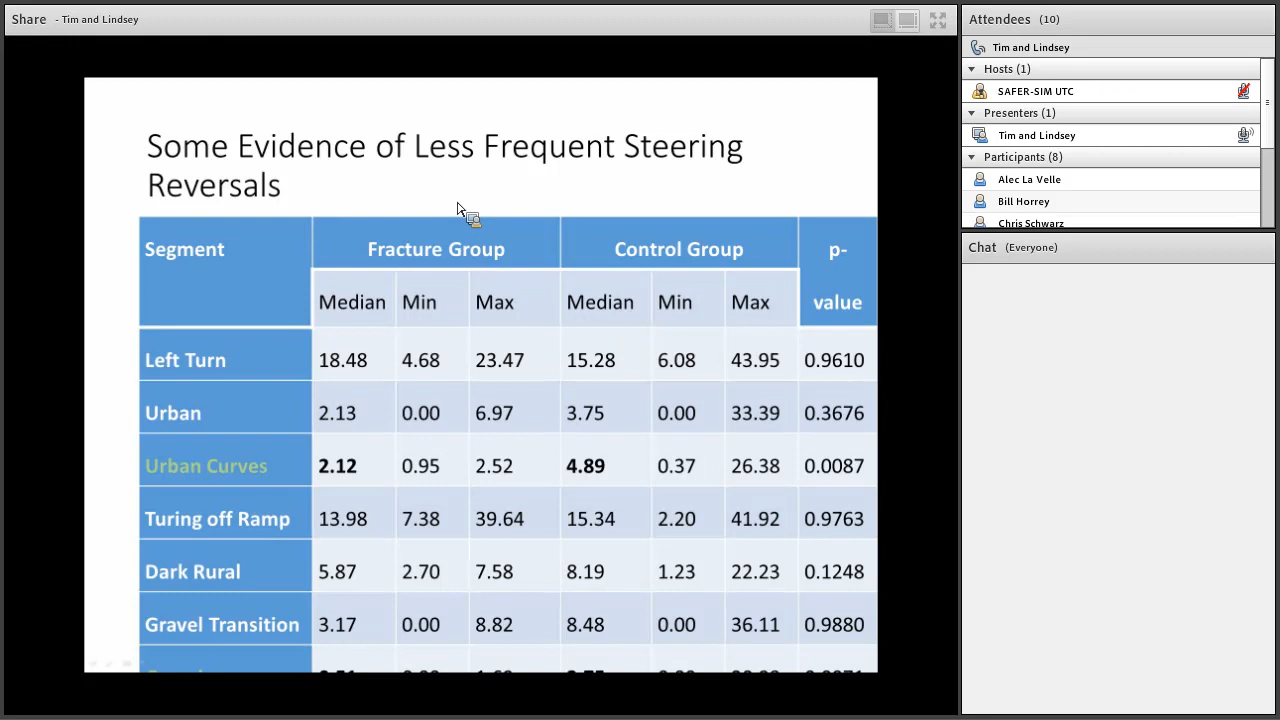 Share - Tim and Lindsey
Some Evidence of Less Frequent Steering
Reversals
Segment Fracture Group Control Group p-
value
Median Min Max Median Min Max
Left Turn 18.48 4.68 23.47 15.28 6.08 43.95 0.9610
Urban 2.13 0.00 6.97 3.75 0.00 33.39 0.3676
Urban Curves 2.12 0.95 2.52 4.89 0.37 26.38 0.0087
Turing off Ramp 13.98 7.38 39.64 15.34 2.20 41.92 0.9763
Dark Rural 5.87 2.70 7.58 8.19 1.23 22.23 0.1248
Gravel Transition 3.17 0.00 8.82 8.48 0.00 36.11 0.9880
Attendees (10)
Tim and Lindsey
Hosts (1)
SAFER-SIM UTC
Presenters (1)
Tim and Lindsey
Participants (8)
Alec La Velle
Bill Horrey
Chris Schwarz
Chat (Everyone)